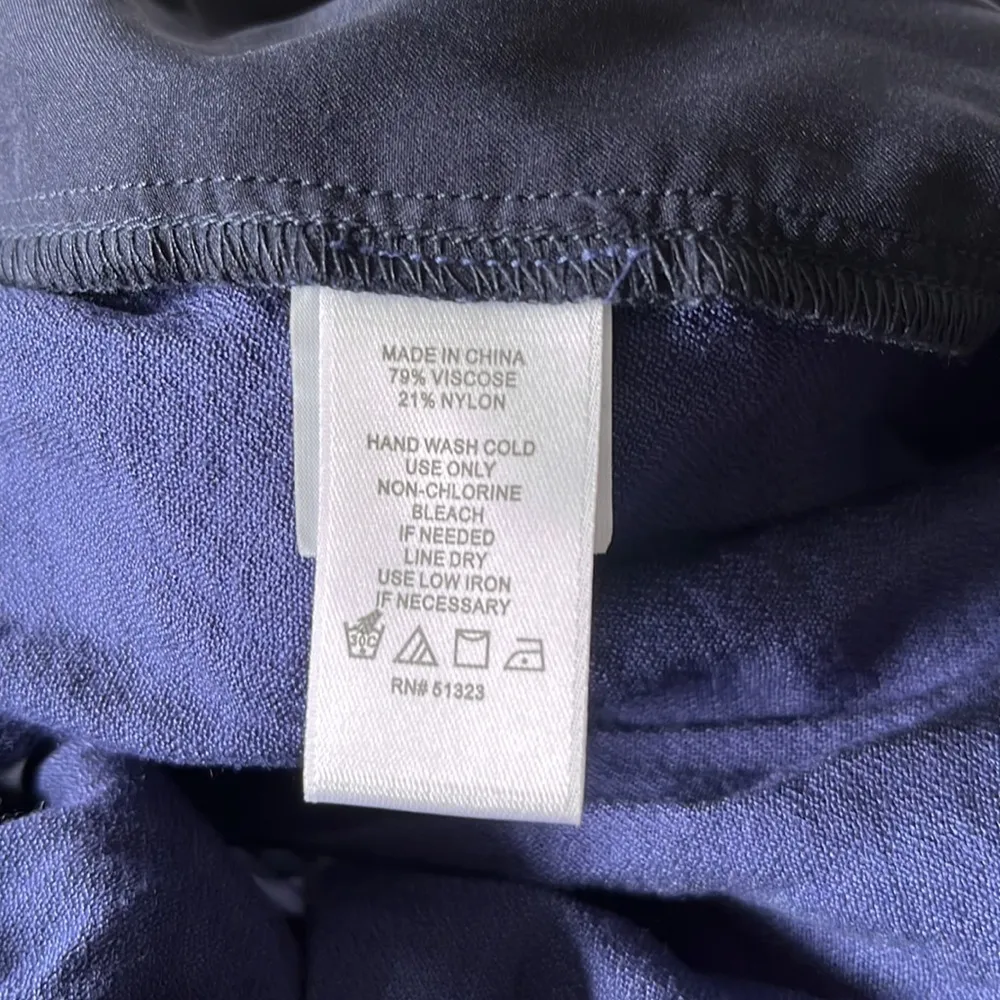 MADE IN CHINA
79% VISCOSE
21% NYLON
HAND WASH COLD
USE ONLY
NON-CHLORINE
BLEACH
IF NEEDED
LINE DRY
USE LOW IRON
IF NECESSARY
30C
RN# 51323